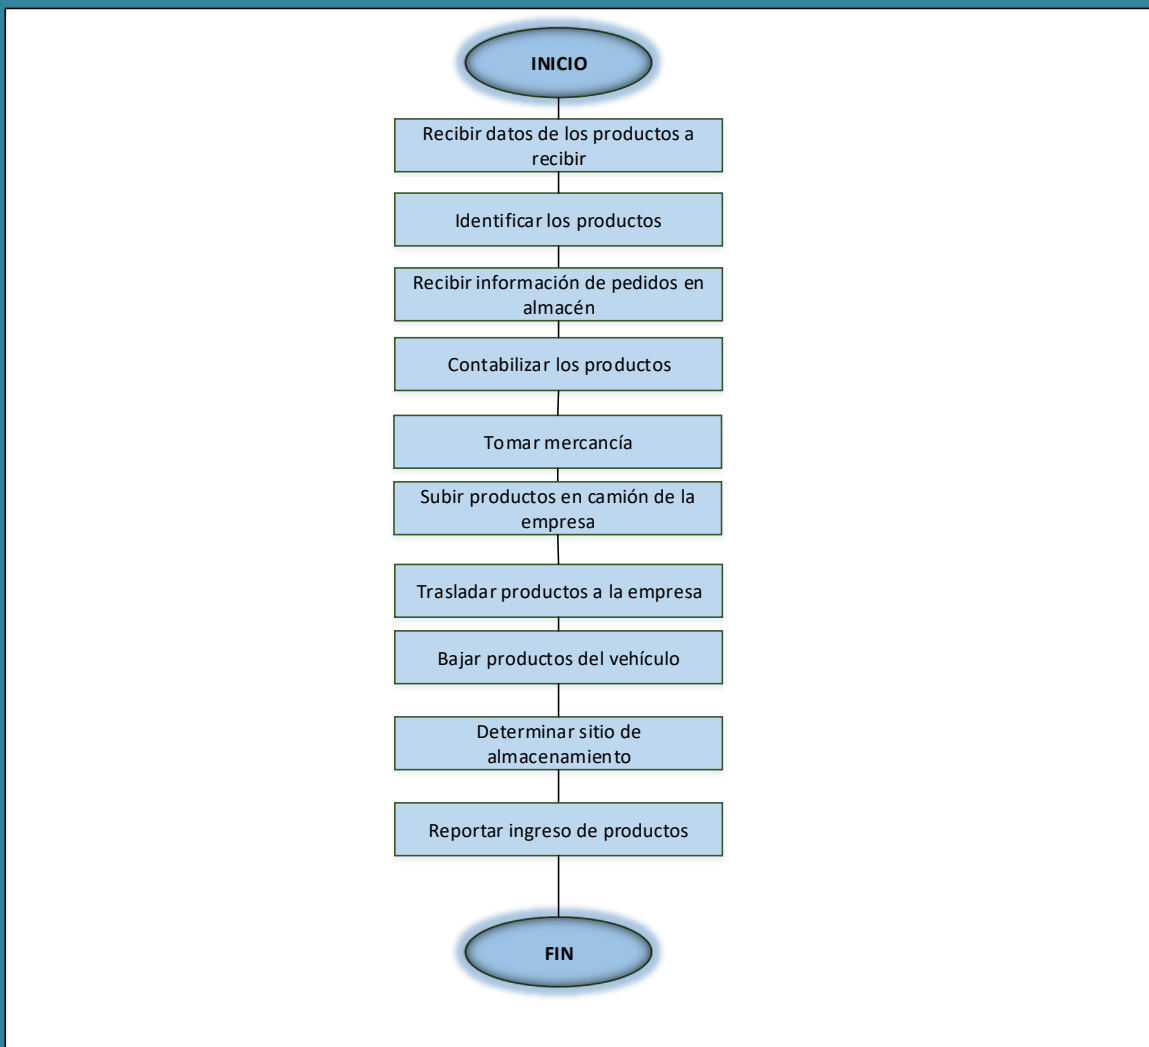 INICIO
Recibir datos de los productos a
recibir
Identificar los productos
Recibir información de pedidos en
almacén
Contabilizar los productos
Tomar mercancía
Subir productos en camión de la
empresa
Trasladar productos a la empresa
Bajar productos del vehículo
Determinar sitio de
almacenamiento
Reportar ingreso de productos
FIN